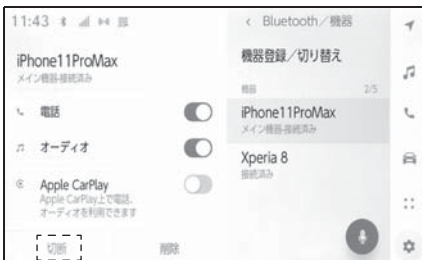 11:43
iPhone11ProMax
メイン機器-接続済み
電話
オーディオ
Apple CarPlay
Apple CarPlay上で電話、
オーディオを利用できます
切断
削除
< Bluetooth／機器
機器登録／切り替え
機器 2/5
iPhone11ProMax
メイン機器-接続済み
Xperia 8
接続済み